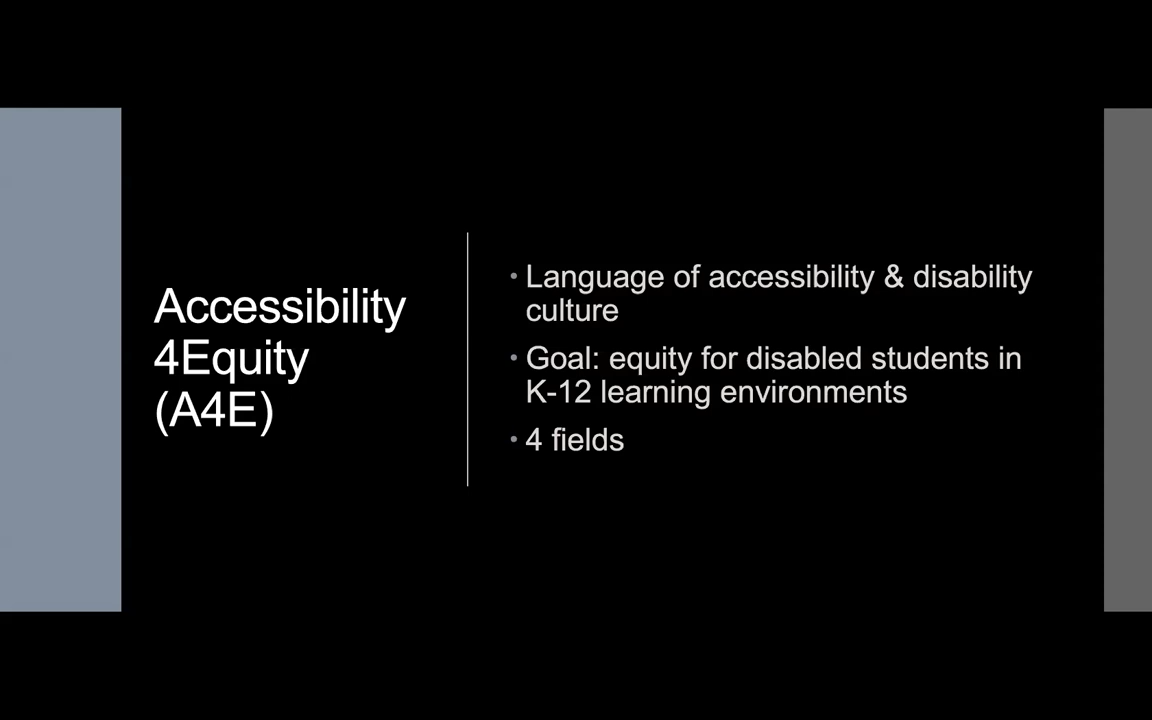 Accessibility
4Equity
(A4E)
• Language of accessibility & disability
culture
• Goal: equity for disabled students in
K-12 learning environments
• 4 fields